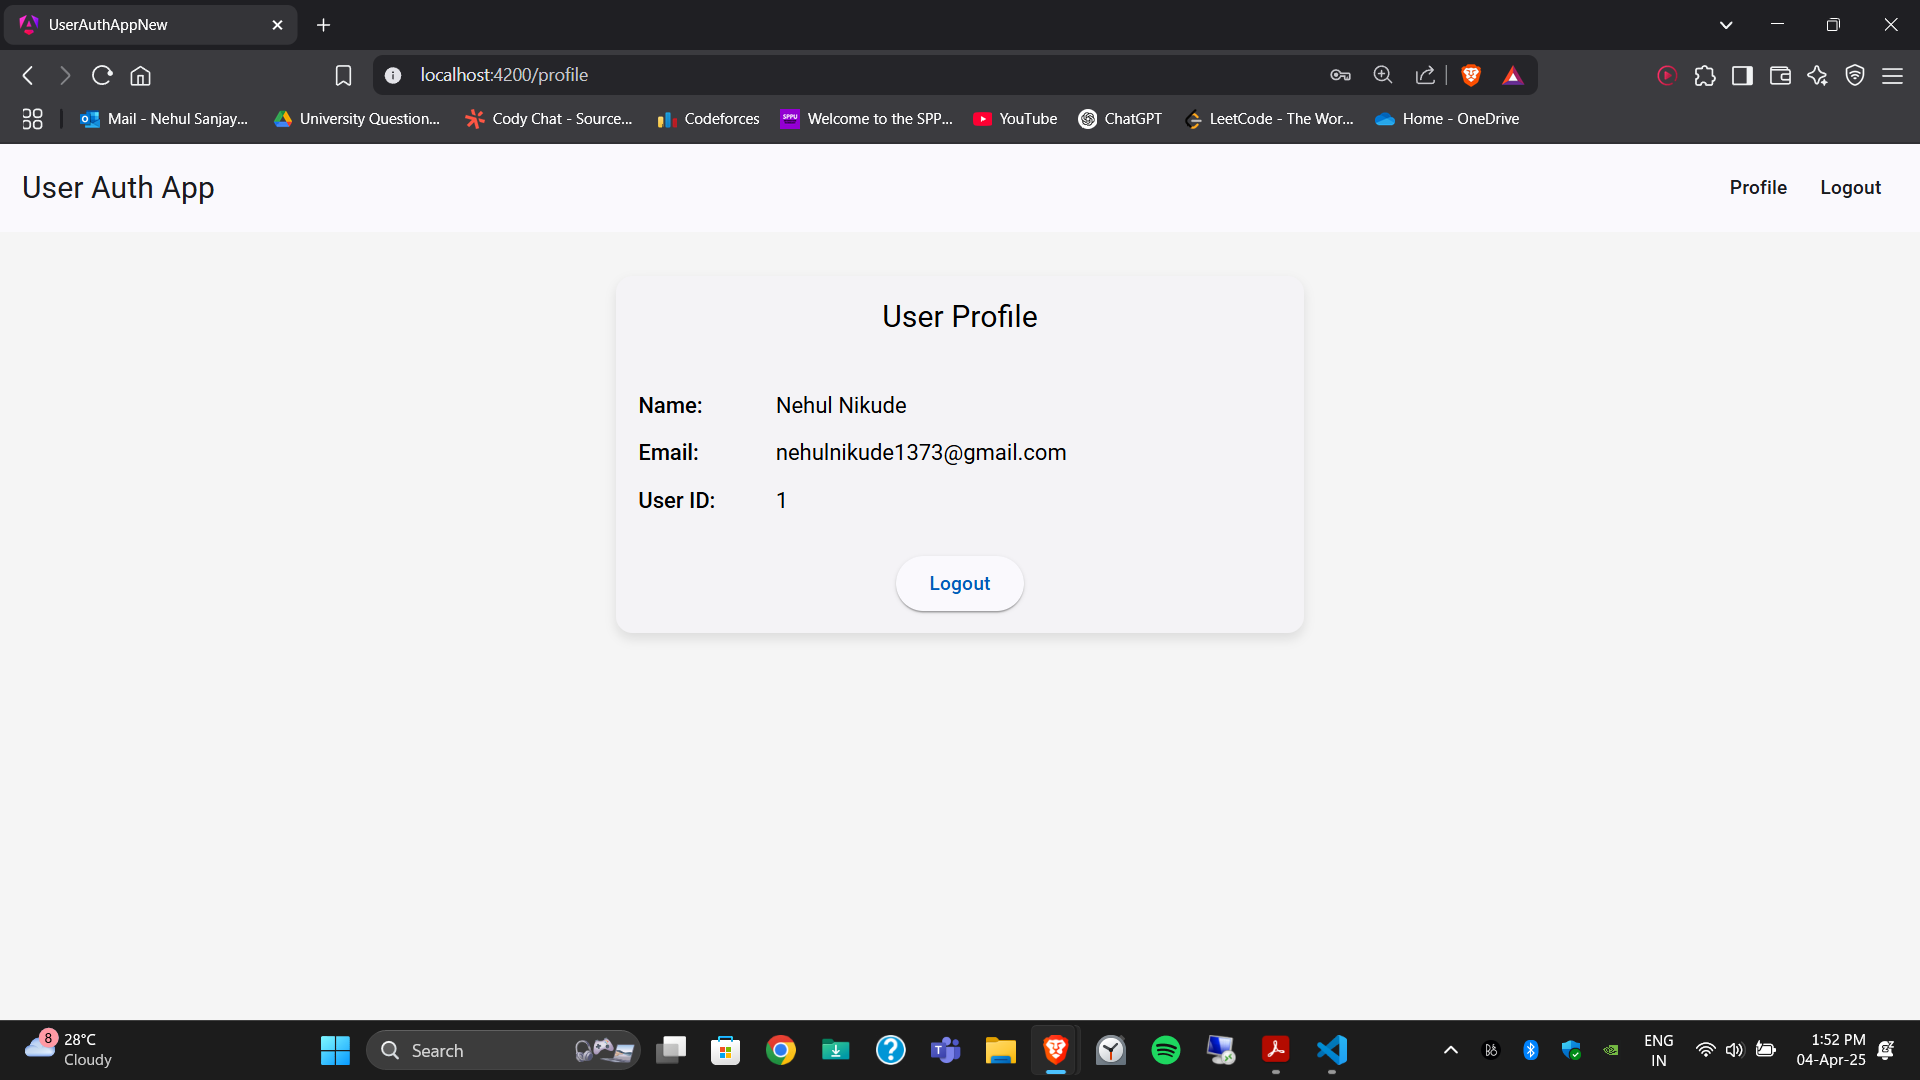 UserAuthAppNew
localhost:4200/profile
Mail - Nehul Sanjay... University Question... Cody Chat - Source... Codeforces SPPU Welcome to the SPP... YouTube ChatGPT LeetCode - The Wor... Home - OneDrive
User Auth App Profile Logout
User Profile
Name: Nehul Nikude
Email: nehulnikude1373@gmail.com
User ID: 1
Logout
8 28°C
Cloudy
Search
ENG
IN
1:52 PM
04-Apr-25